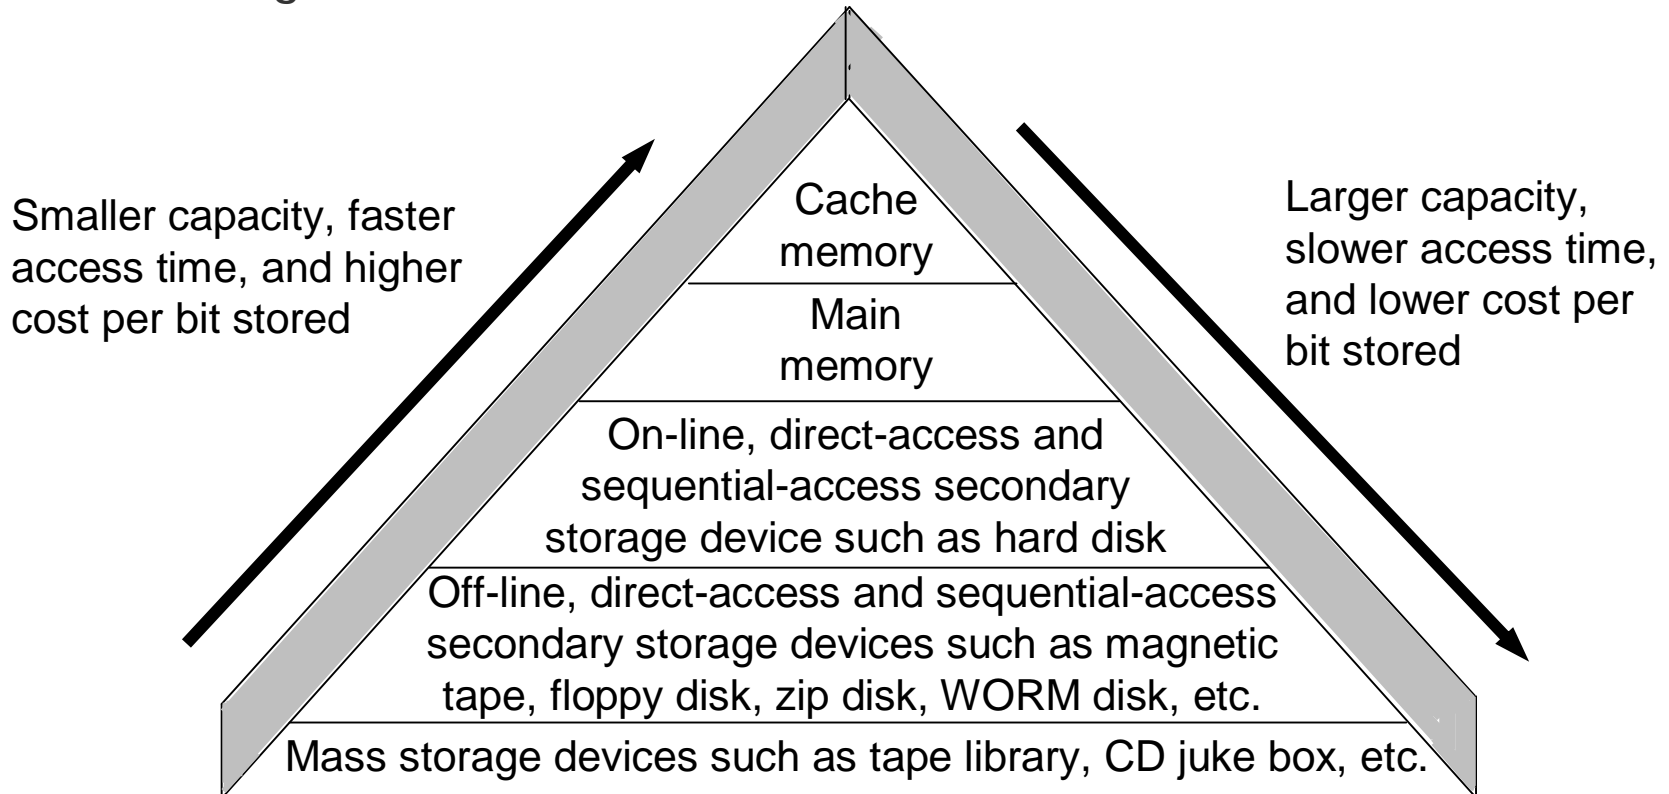 Smaller capacity, faster
access time, and higher
cost per bit stored
Cache
memory
Main
memory
On-line, direct-access and
sequential-access secondary
storage device such as hard disk
Off-line, direct-access and sequential-access
secondary storage devices such as magnetic
tape, floppy disk, zip disk, WORM disk, etc.
Mass storage devices such as tape library, CD juke box, etc.
Larger capacity,
slower access time,
and lower cost per
bit stored